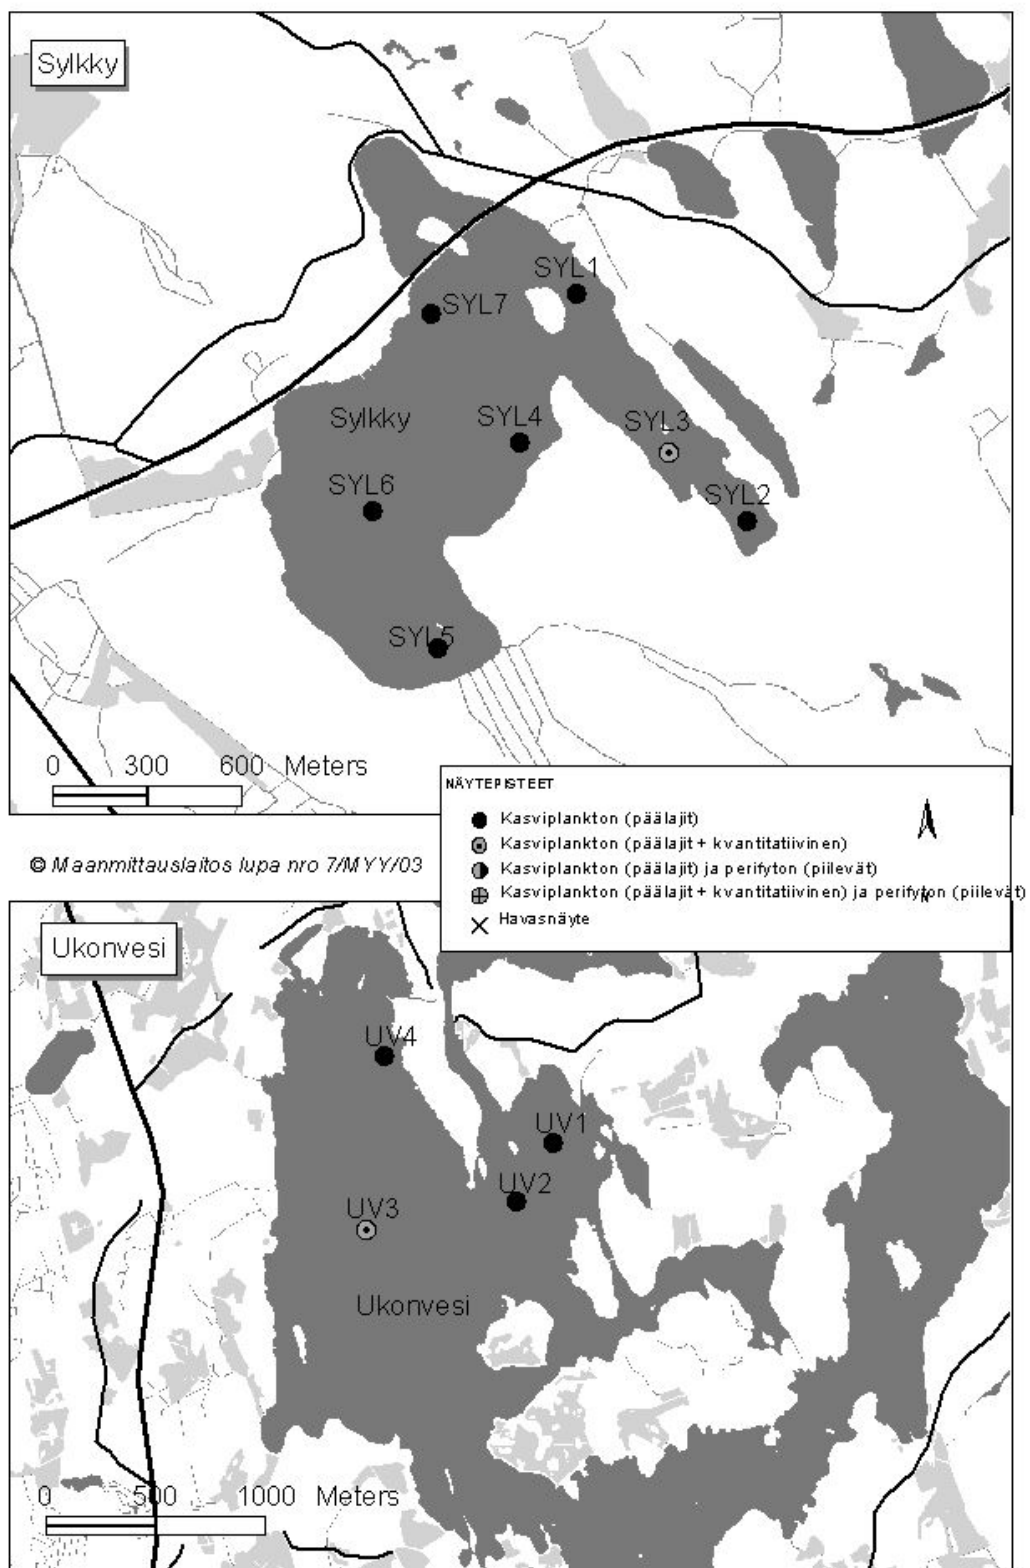 Sylkky
SYL1
SYL7
Sylkky
SYL4
SYL3
SYL6
SYL2
SYL5
0 300 600 Meters
NÄYTEPISTEET
Kasviplankton (päälajit)
Kasviplankton (päälajit + kvantitatiivinen)
Kasviplankton (päälajit) ja perifyton (piilevät)
Kasviplankton (päälajit + kvantitatiivinen) ja perifyton (piilevät)
N
Havasnäyte
© Maanmittauslaitos lupa nro 7/MYY/03
Ukonvesi
UV4
UV1
UV2
UV3
Ukonvesi
0 500 1000 Meters